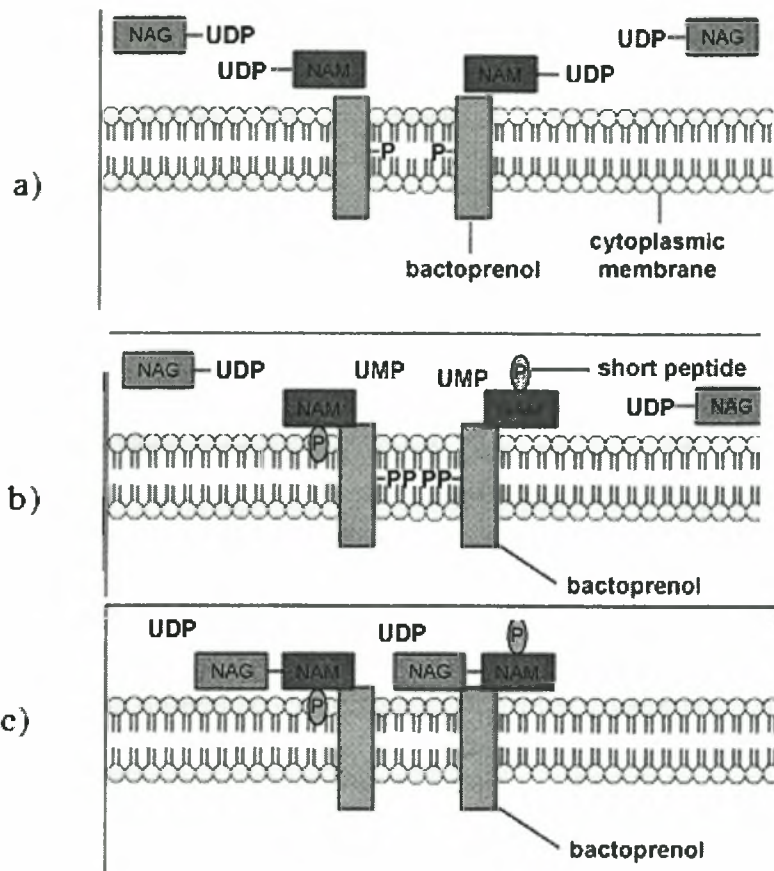 NAG -UDP
UDP- NAM
NAM -UDP
UDP- NAG
a)
-P P-
bactoprenol
cytoplasmic
membrane
NAG -UDP
UMP
UMP
P
short peptide
NAM
NAM
UDP- NAG
P
b)
-PP PP-
bactoprenol
UDP
UDP
P
NAG NAM
NAG NAM
P
c)
bactoprenol